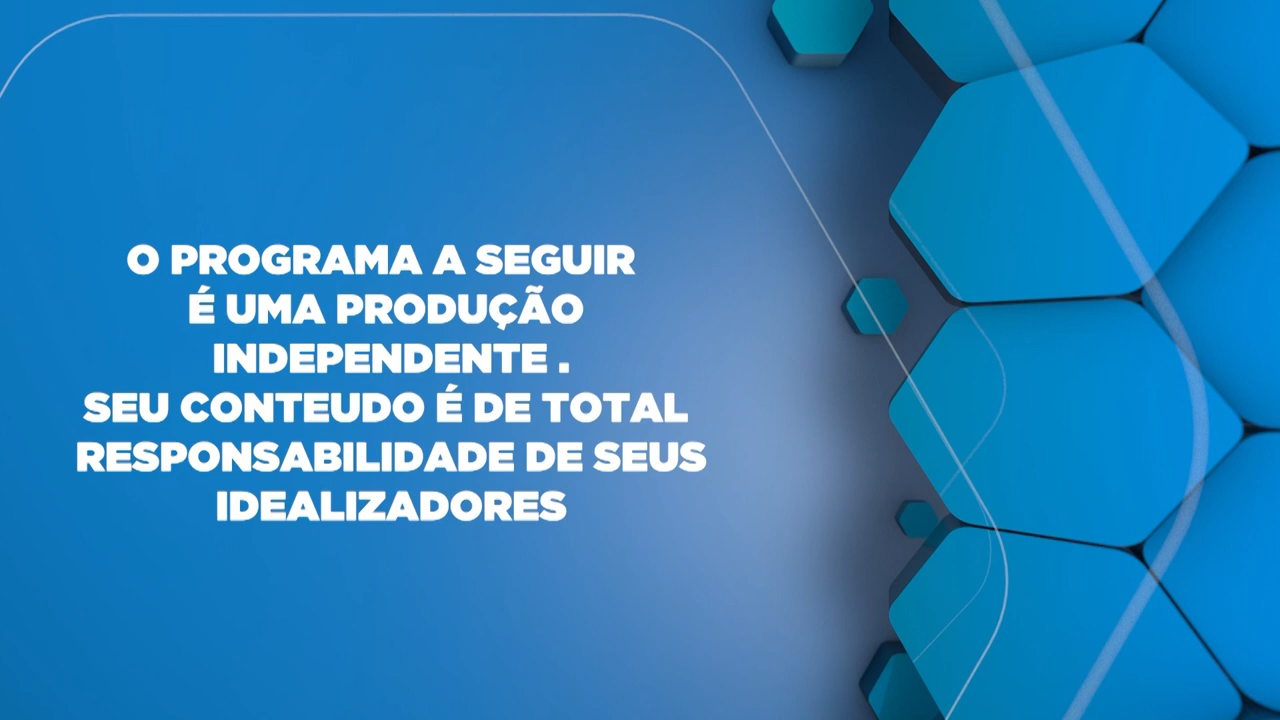 O PROGRAMA A SEGUIR
É UMA PRODUÇÃO
INDEPENDENTE .
SEU CONTEUDO É DE TOTAL
RESPONSABILIDADE DE SEUS
IDEALIZADORES